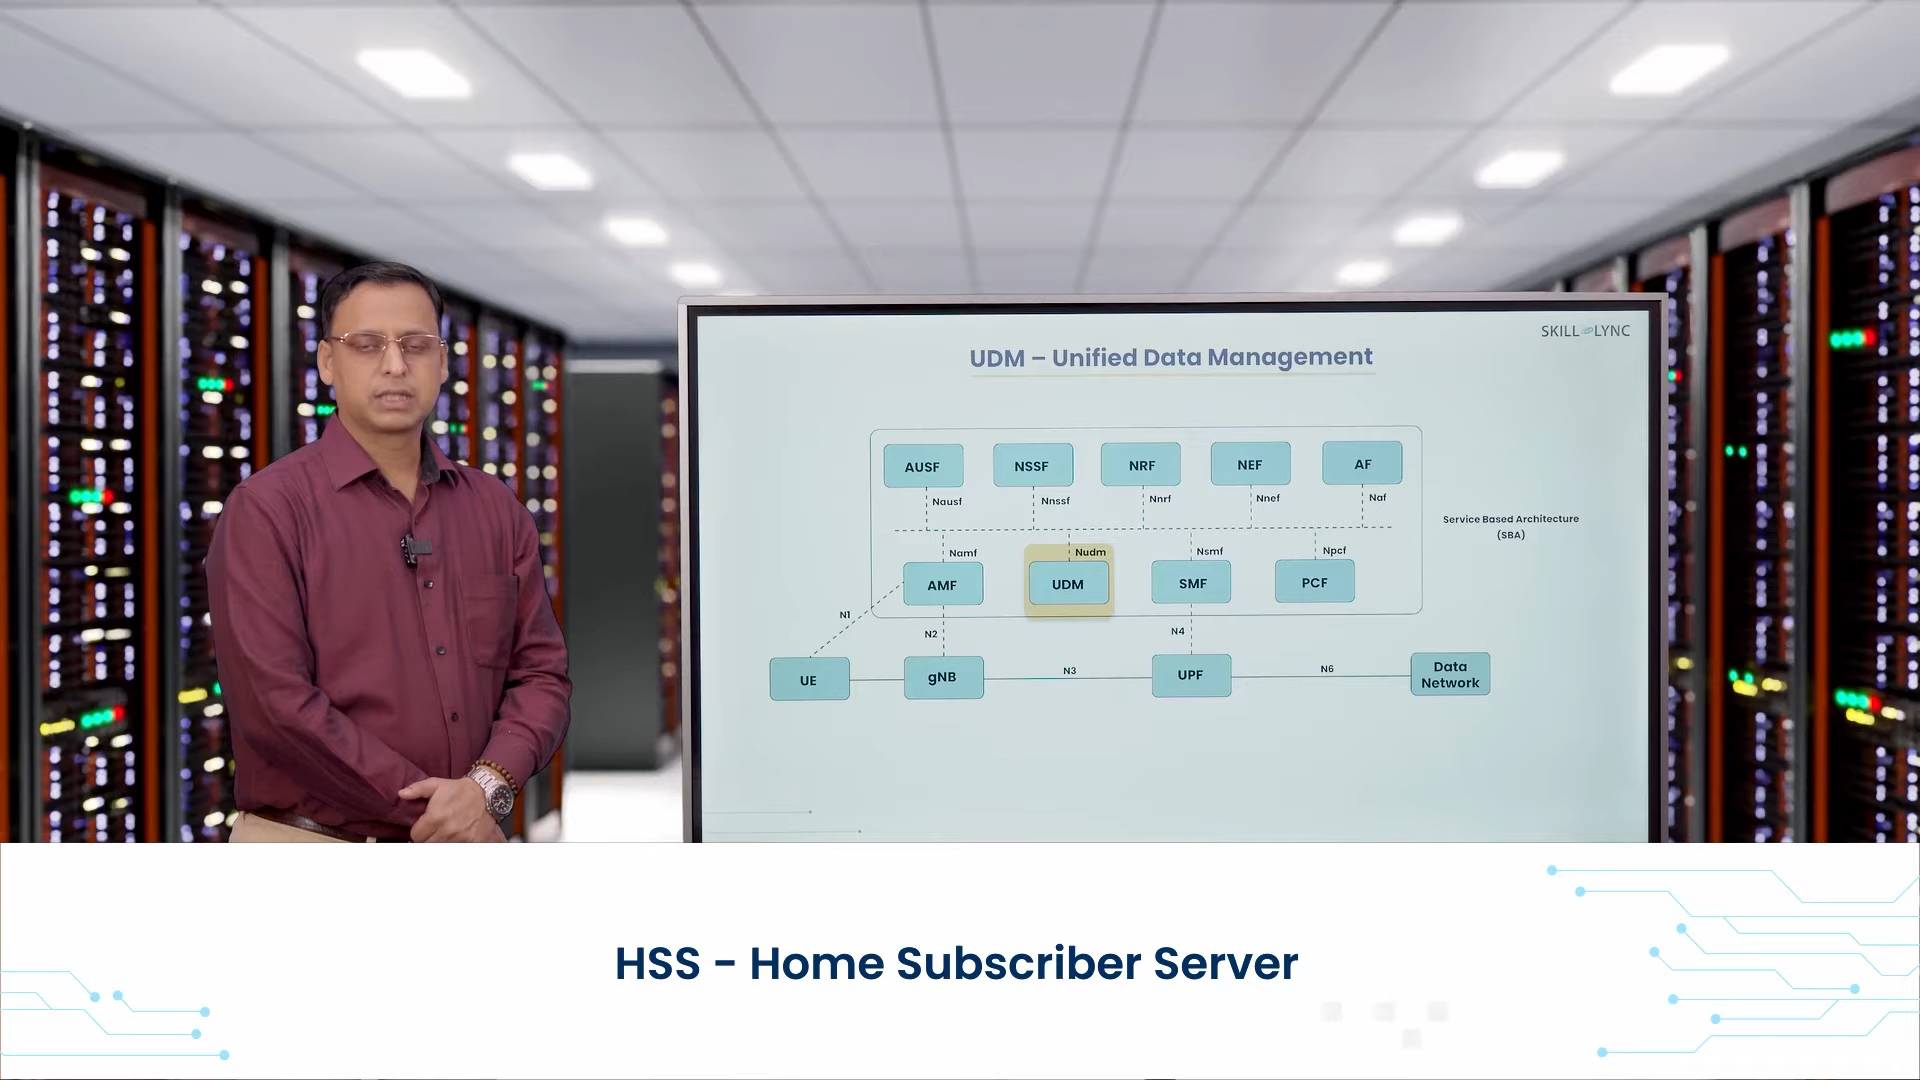 SKILL LYNC
UDM – Unified Data Management
AUSF NSSF NRF NEF AF
Nausf Nnssf Nnrf Nnef Naf
Service Based Architecture
(SBA)
Namf Nudm Nsmf Npcf
AMF UDM SMF PCF
N1
N2 N4
UE gNB N3 UPF N6 Data
Network
HSS - Home Subscriber Server